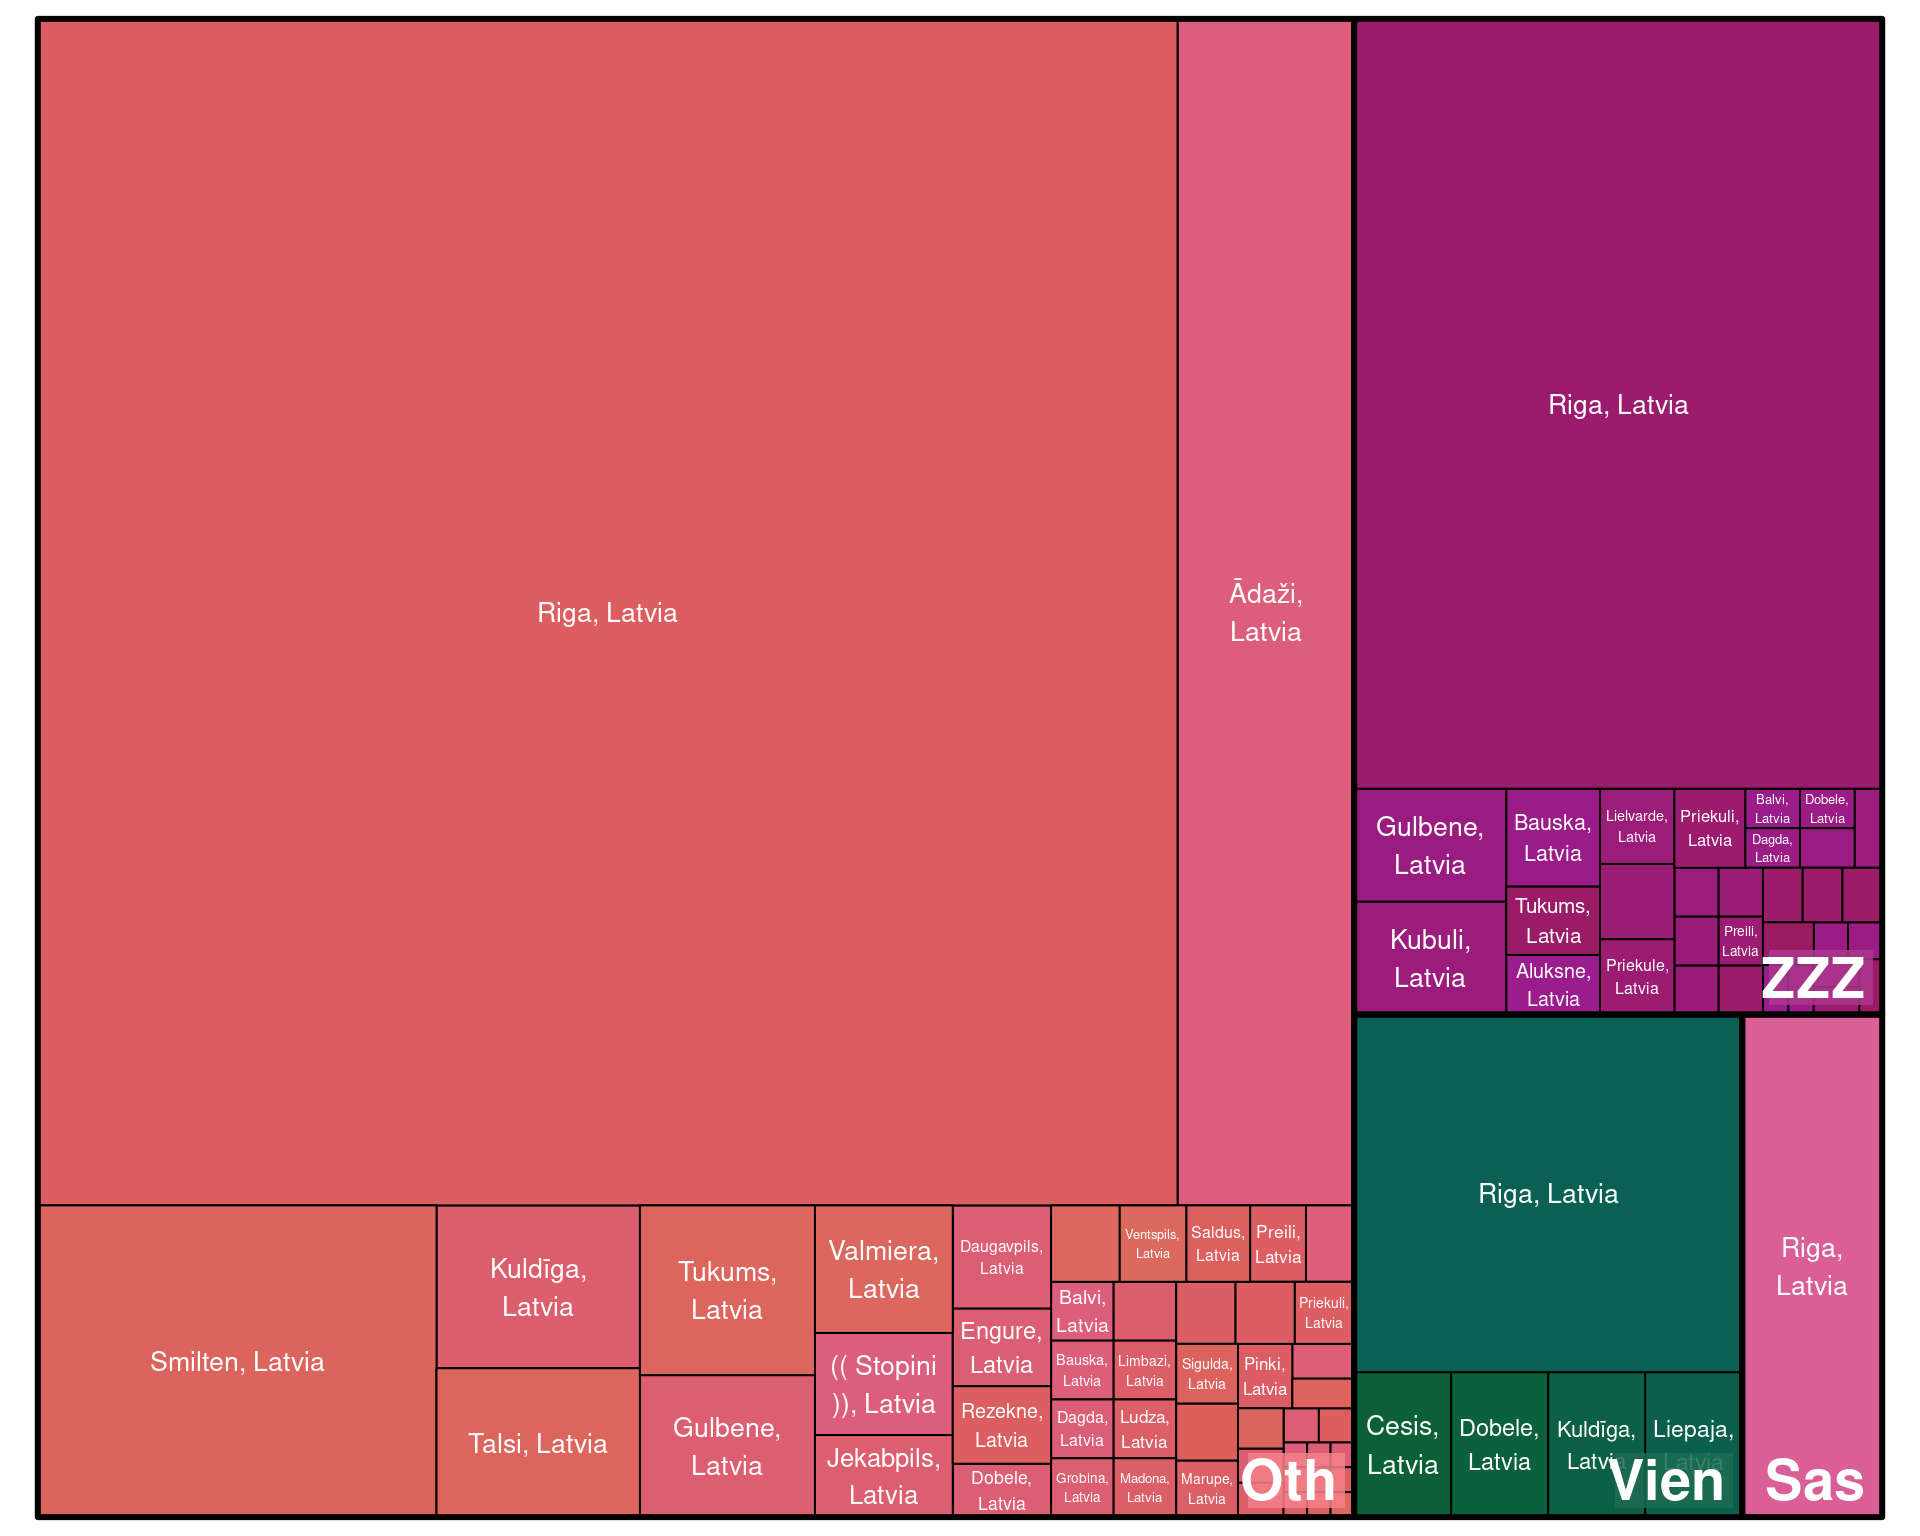 Riga, Latvia
Ādaži,
Latvia
Smilten, Latvia
Kuldīga,
Latvia
Talsi, Latvia
Tukums,
Latvia
Gulbene,
Latvia
Valmiera,
Latvia
(( Stopini
)), Latvia
Jekabpils,
Latvia
Daugavpils,
Latvia
Engure,
Latvia
Rezekne,
Latvia
Dobele,
Latvia
Ventspils,
Latvia
Saldus,
Latvia
Preili,
Latvia
Balvi,
Latvia
Priekuli,
Latvia
Bauska,
Latvia
Limbazi,
Latvia
Sigulda,
Latvia
Pinki,
Latvia
Dagda,
Latvia
Ludza,
Latvia
Grobina,
Latvia
Madona,
Latvia
Marupe,
Latvia
Oth
Riga, Latvia
Gulbene,
Latvia
Kubuli,
Latvia
Bauska,
Latvia
Tukums,
Latvia
Aluksne,
Latvia
Lielvarde,
Latvia
Priekule,
Latvia
Priekuli,
Latvia
Balvi,
Latvia
Dobele,
Latvia
Dagda,
Latvia
Preili,
Latvia
ZZZ
Riga, Latvia
Cesis,
Latvia
Dobele,
Latvia
Kuldīga,
Latvia
Liepaja,
Latvia
Vien
Riga,
Latvia
Sas